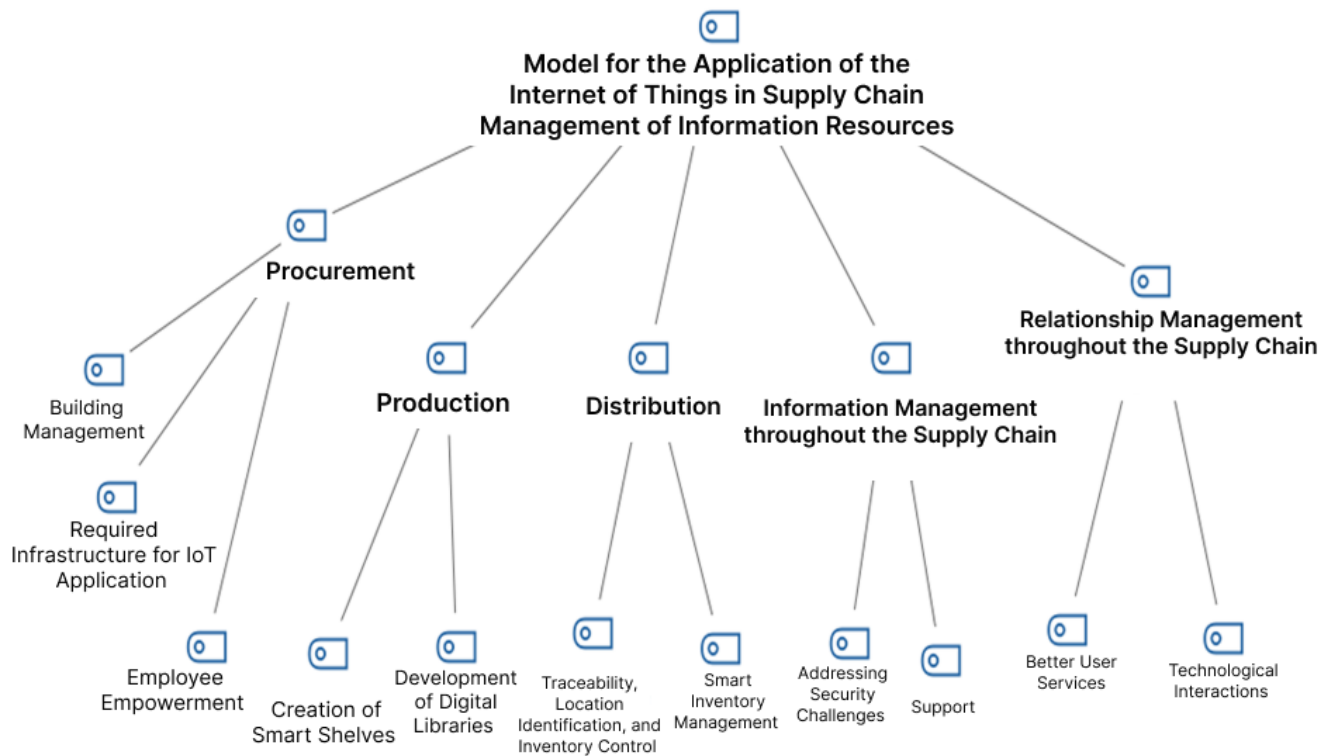 Model for the Application of the
Internet of Things in Supply Chain
Management of Information Resources
Procurement
Relationship Management
throughout the Supply Chain
Production
Distribution
Information Management
throughout the Supply Chain
Building
Management
Required
Infrastructure for IoT
Application
Employee
Empowerment
Creation of
Smart Shelves
Development
of Digital
Libraries
Traceability,
Location
Identification, and
Inventory Control
Smart
Inventory
Management
Addressing
Security
Challenges
Support
Better User
Services
Technological
Interactions